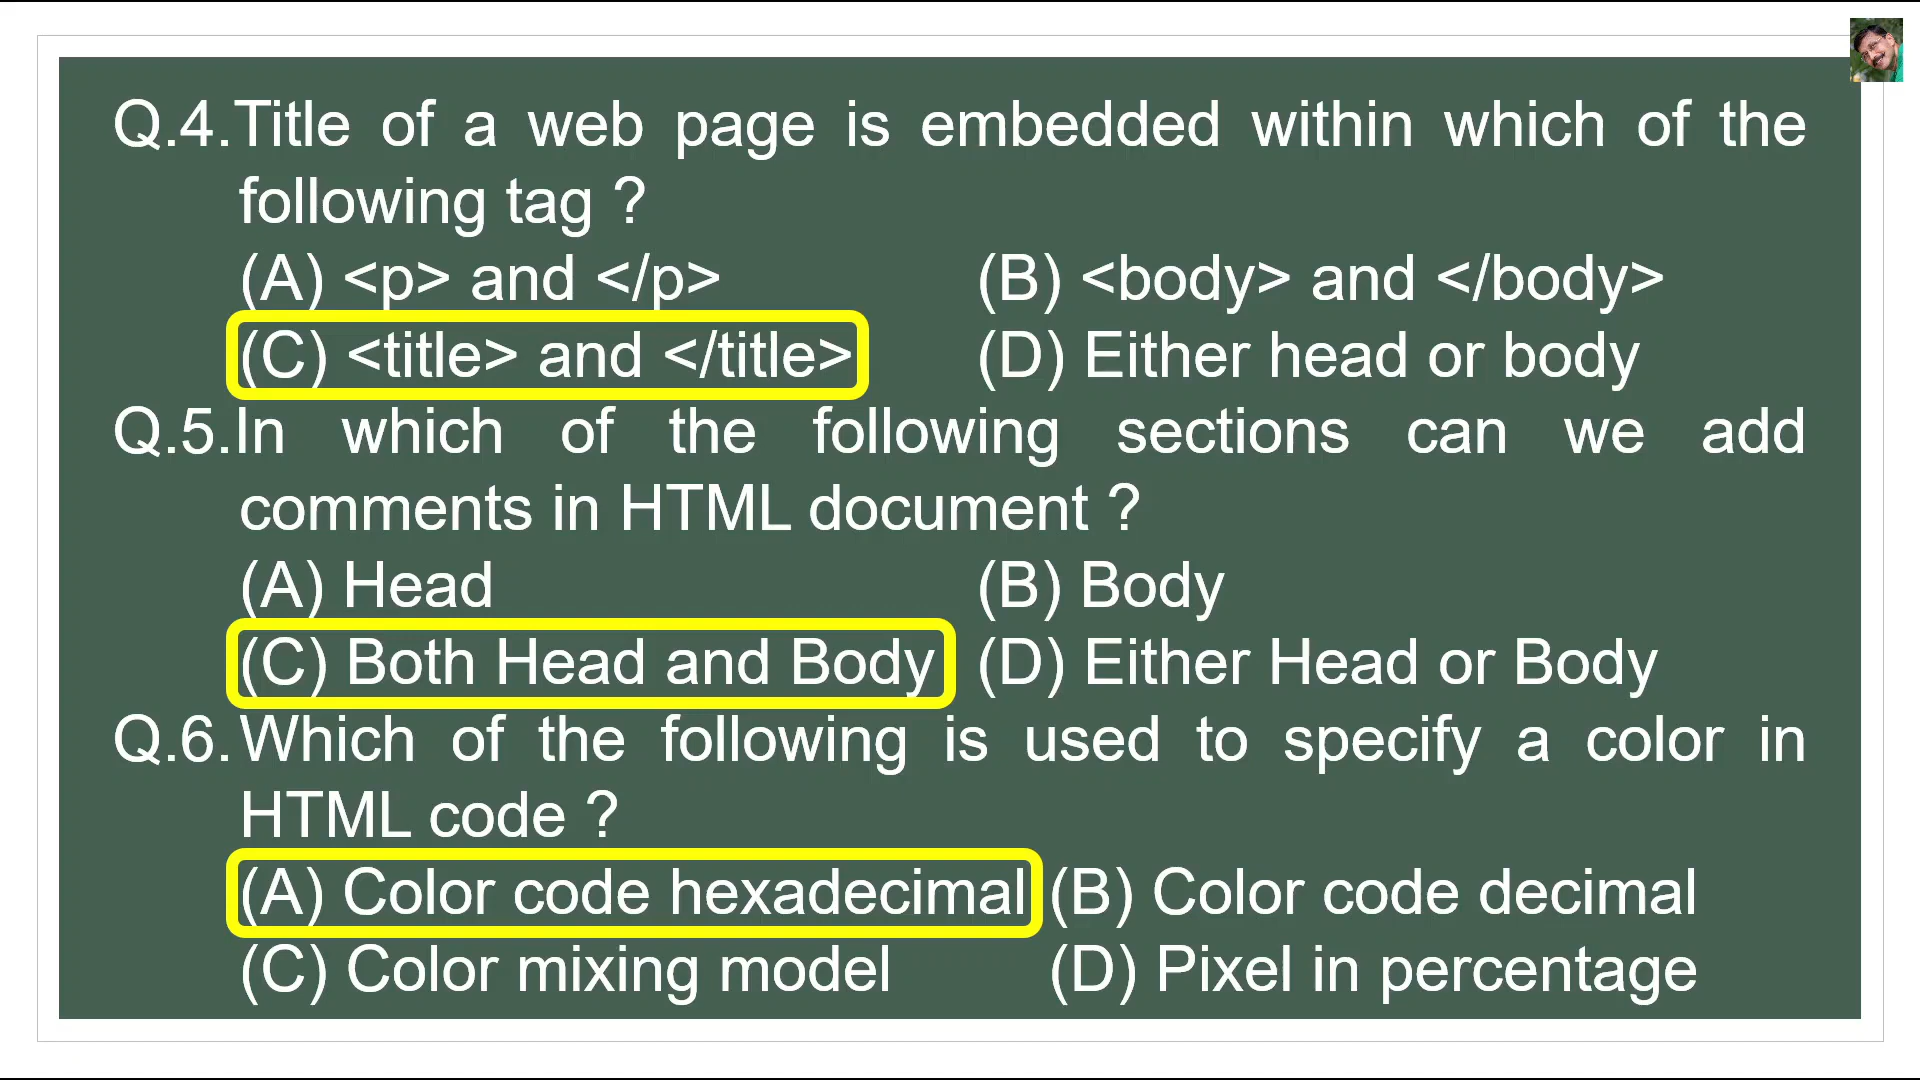 Q.4. Title of a web page is embedded within which of the
following tag ?
(A) <p> and </p> (B) <body> and </body>
(C) <title> and </title> (D) Either head or body
Q.5. In which of the following sections can we add
comments in HTML document ?
(A) Head (B) Body
(C) Both Head and Body (D) Either Head or Body
Q.6. Which of the following is used to specify a color in
HTML code ?
(A) Color code hexadecimal (B) Color code decimal
(C) Color mixing model (D) Pixel in percentage